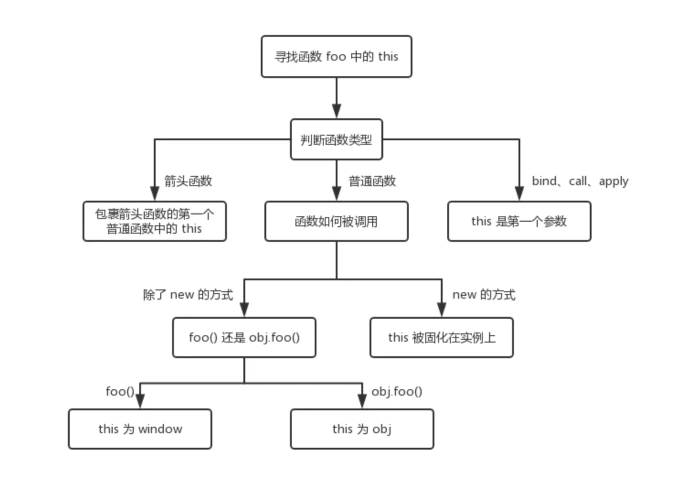 寻找函数 foo 中的 this
判断函数类型
箭头函数
普通函数
bind、call、apply
包裹箭头函数的第一个
普通函数中的 this
函数如何被调用
this 是第一个参数
除了 new 的方式
new 的方式
foo() 还是 obj.foo()
this 被固化在实例上
foo()
obj.foo()
this 为 window
this 为 obj